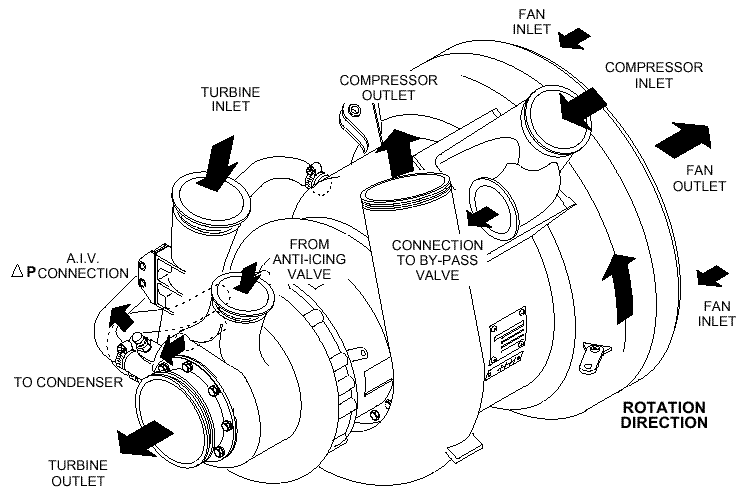 FAN
INLET
COMPRESSOR
INLET
COMPRESSOR
OUTLET
TURBINE
INLET
FAN
OUTLET
FROM
ANTI-ICING
VALVE
CONNECTION
TO BY-PASS
VALVE
A.I.V.
△P CONNECTION
FAN
INLET
TO CONDENSER
ROTATION
DIRECTION
TURBINE
OUTLET